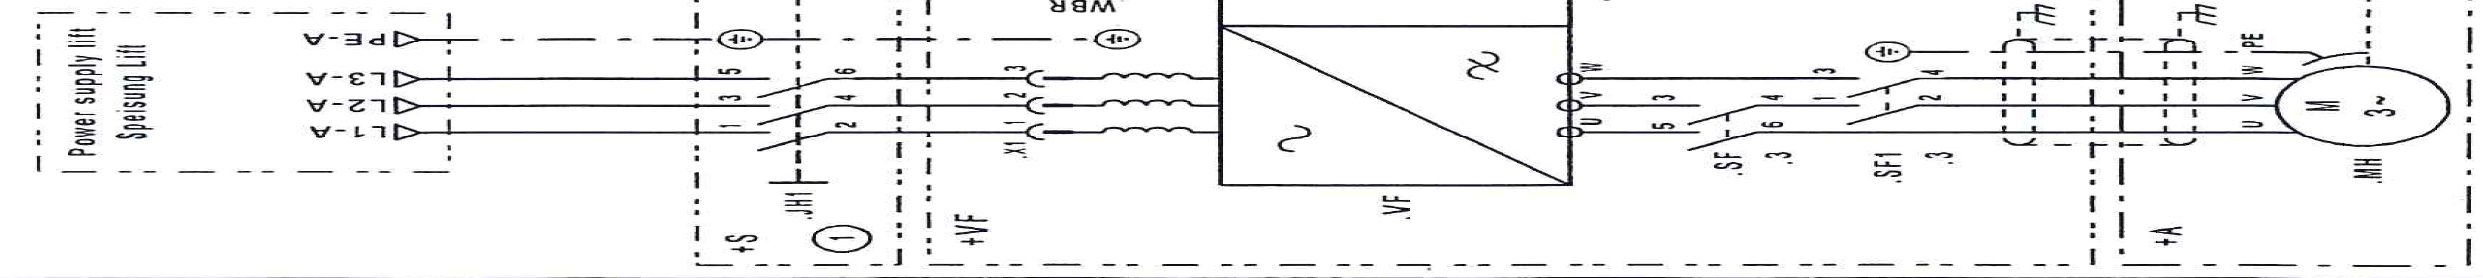 Power supply lift
Speisung Lift
PE-A
L3-A
L2-A
L1-A
5
3
1
6
4
2
.JH1
+S
1
+VF
.X1
3
2
1
.WBR
.VF
W
V
U
3
5
4
6
.SF
.3
3
1
4
2
.SF1
.3
PE
W
V
U
M
3~
.MH
+A